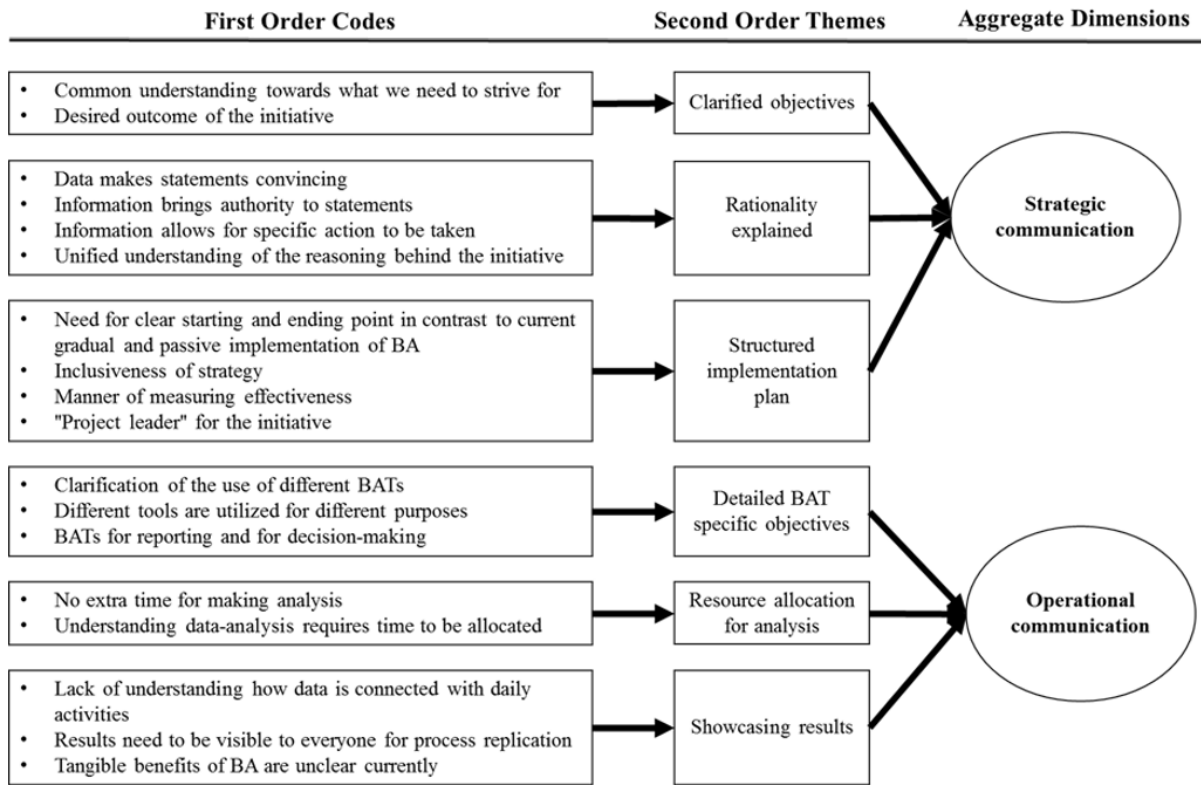 First Order Codes
Second Order Themes
Aggregate Dimensions
• Common understanding towards what we need to strive for
• Desired outcome of the initiative
Clarified objectives
• Data makes statements convincing
• Information brings authority to statements
• Information allows for specific action to be taken
• Unified understanding of the reasoning behind the initiative
Rationality
explained
Strategic
communication
• Need for clear starting and ending point in contrast to current
gradual and passive implementation of BA
• Inclusiveness of strategy
• Manner of measuring effectiveness
• "Project leader" for the initiative
Structured
implementation
plan
• Clarification of the use of different BATs
• Different tools are utilized for different purposes
• BATs for reporting and for decision-making
Detailed BAT
specific objectives
• No extra time for making analysis
• Understanding data-analysis requires time to be allocated
Resource allocation
for analysis
Operational
communication
• Lack of understanding how data is connected with daily
activities
• Results need to be visible to everyone for process replication
• Tangible benefits of BA are unclear currently
Showcasing results